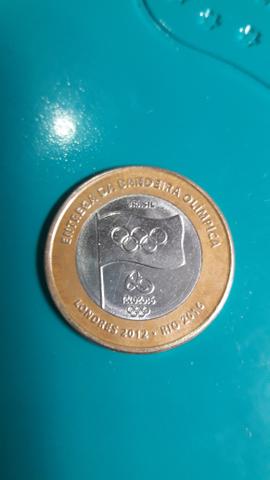 ENTREGA DA BANDEIRA OLÍMPICA
BRASIL
RIO2016
LONDRES 2012 • RIO 2016